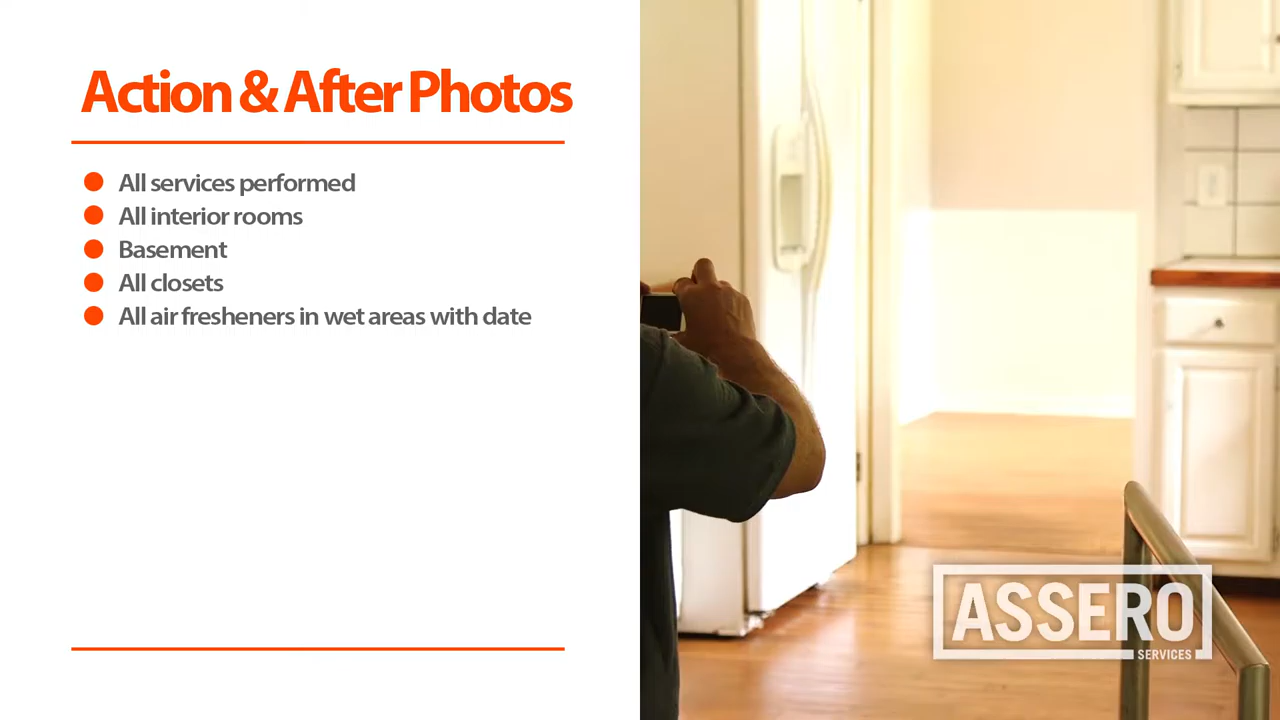 Action & After Photos
All services performed
All interior rooms
Basement
All closets
All air fresheners in wet areas with date
ASSERO
SERVICES